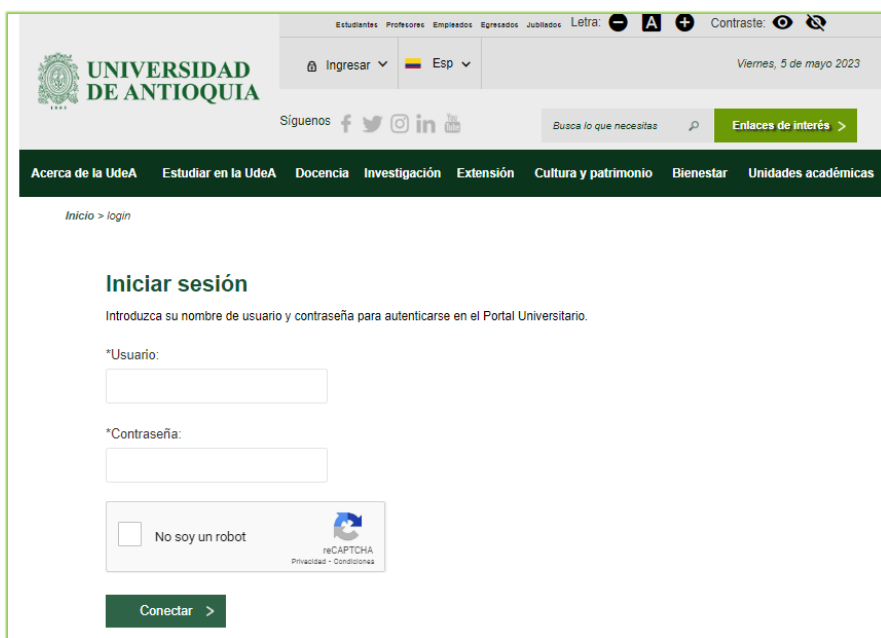 Estudiantes Profesores Empleados Egresados Jubilados Letra: A Contraste:
UNIVERSIDAD
DE ANTIOQUIA
1803
Ingresar Esp Viernes, 5 de mayo 2023
Síguenos You Tube Busca lo que necesitas Enlaces de interés >
Acerca de la UdeA Estudiar en la UdeA Docencia Investigación Extensión Cultura y patrimonio Bienestar Unidades académicas
Inicio > login
Iniciar sesión
Introduzca su nombre de usuario y contraseña para autenticarse en el Portal Universitario.
*Usuario:
*Contraseña:
No soy un robot
reCAPTCHA
Privacidad - Condiciones
Conectar >